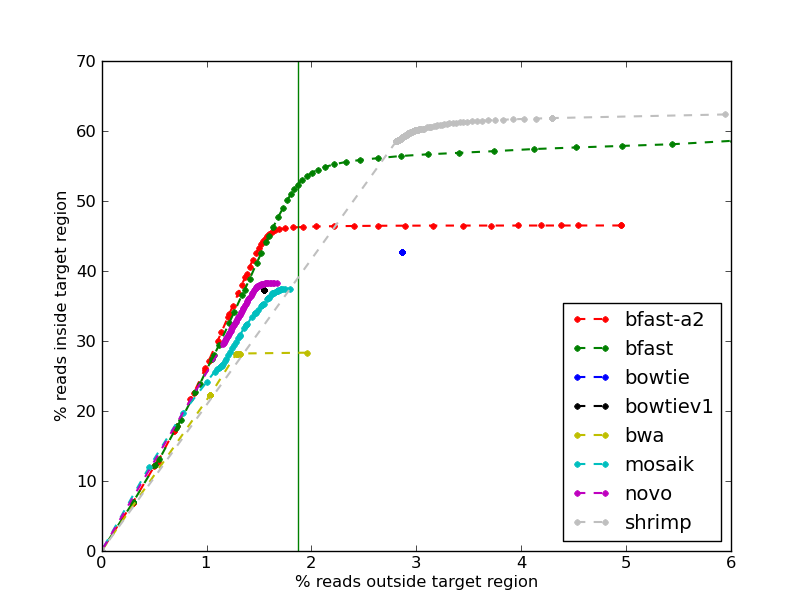 70
60
50
40
30
20
10
0
% reads inside target region
0 1 2 3 4 5 6
% reads outside target region
bfast-a2
bfast
bowtie
bowtiev1
bwa
mosaik
novo
shrimp